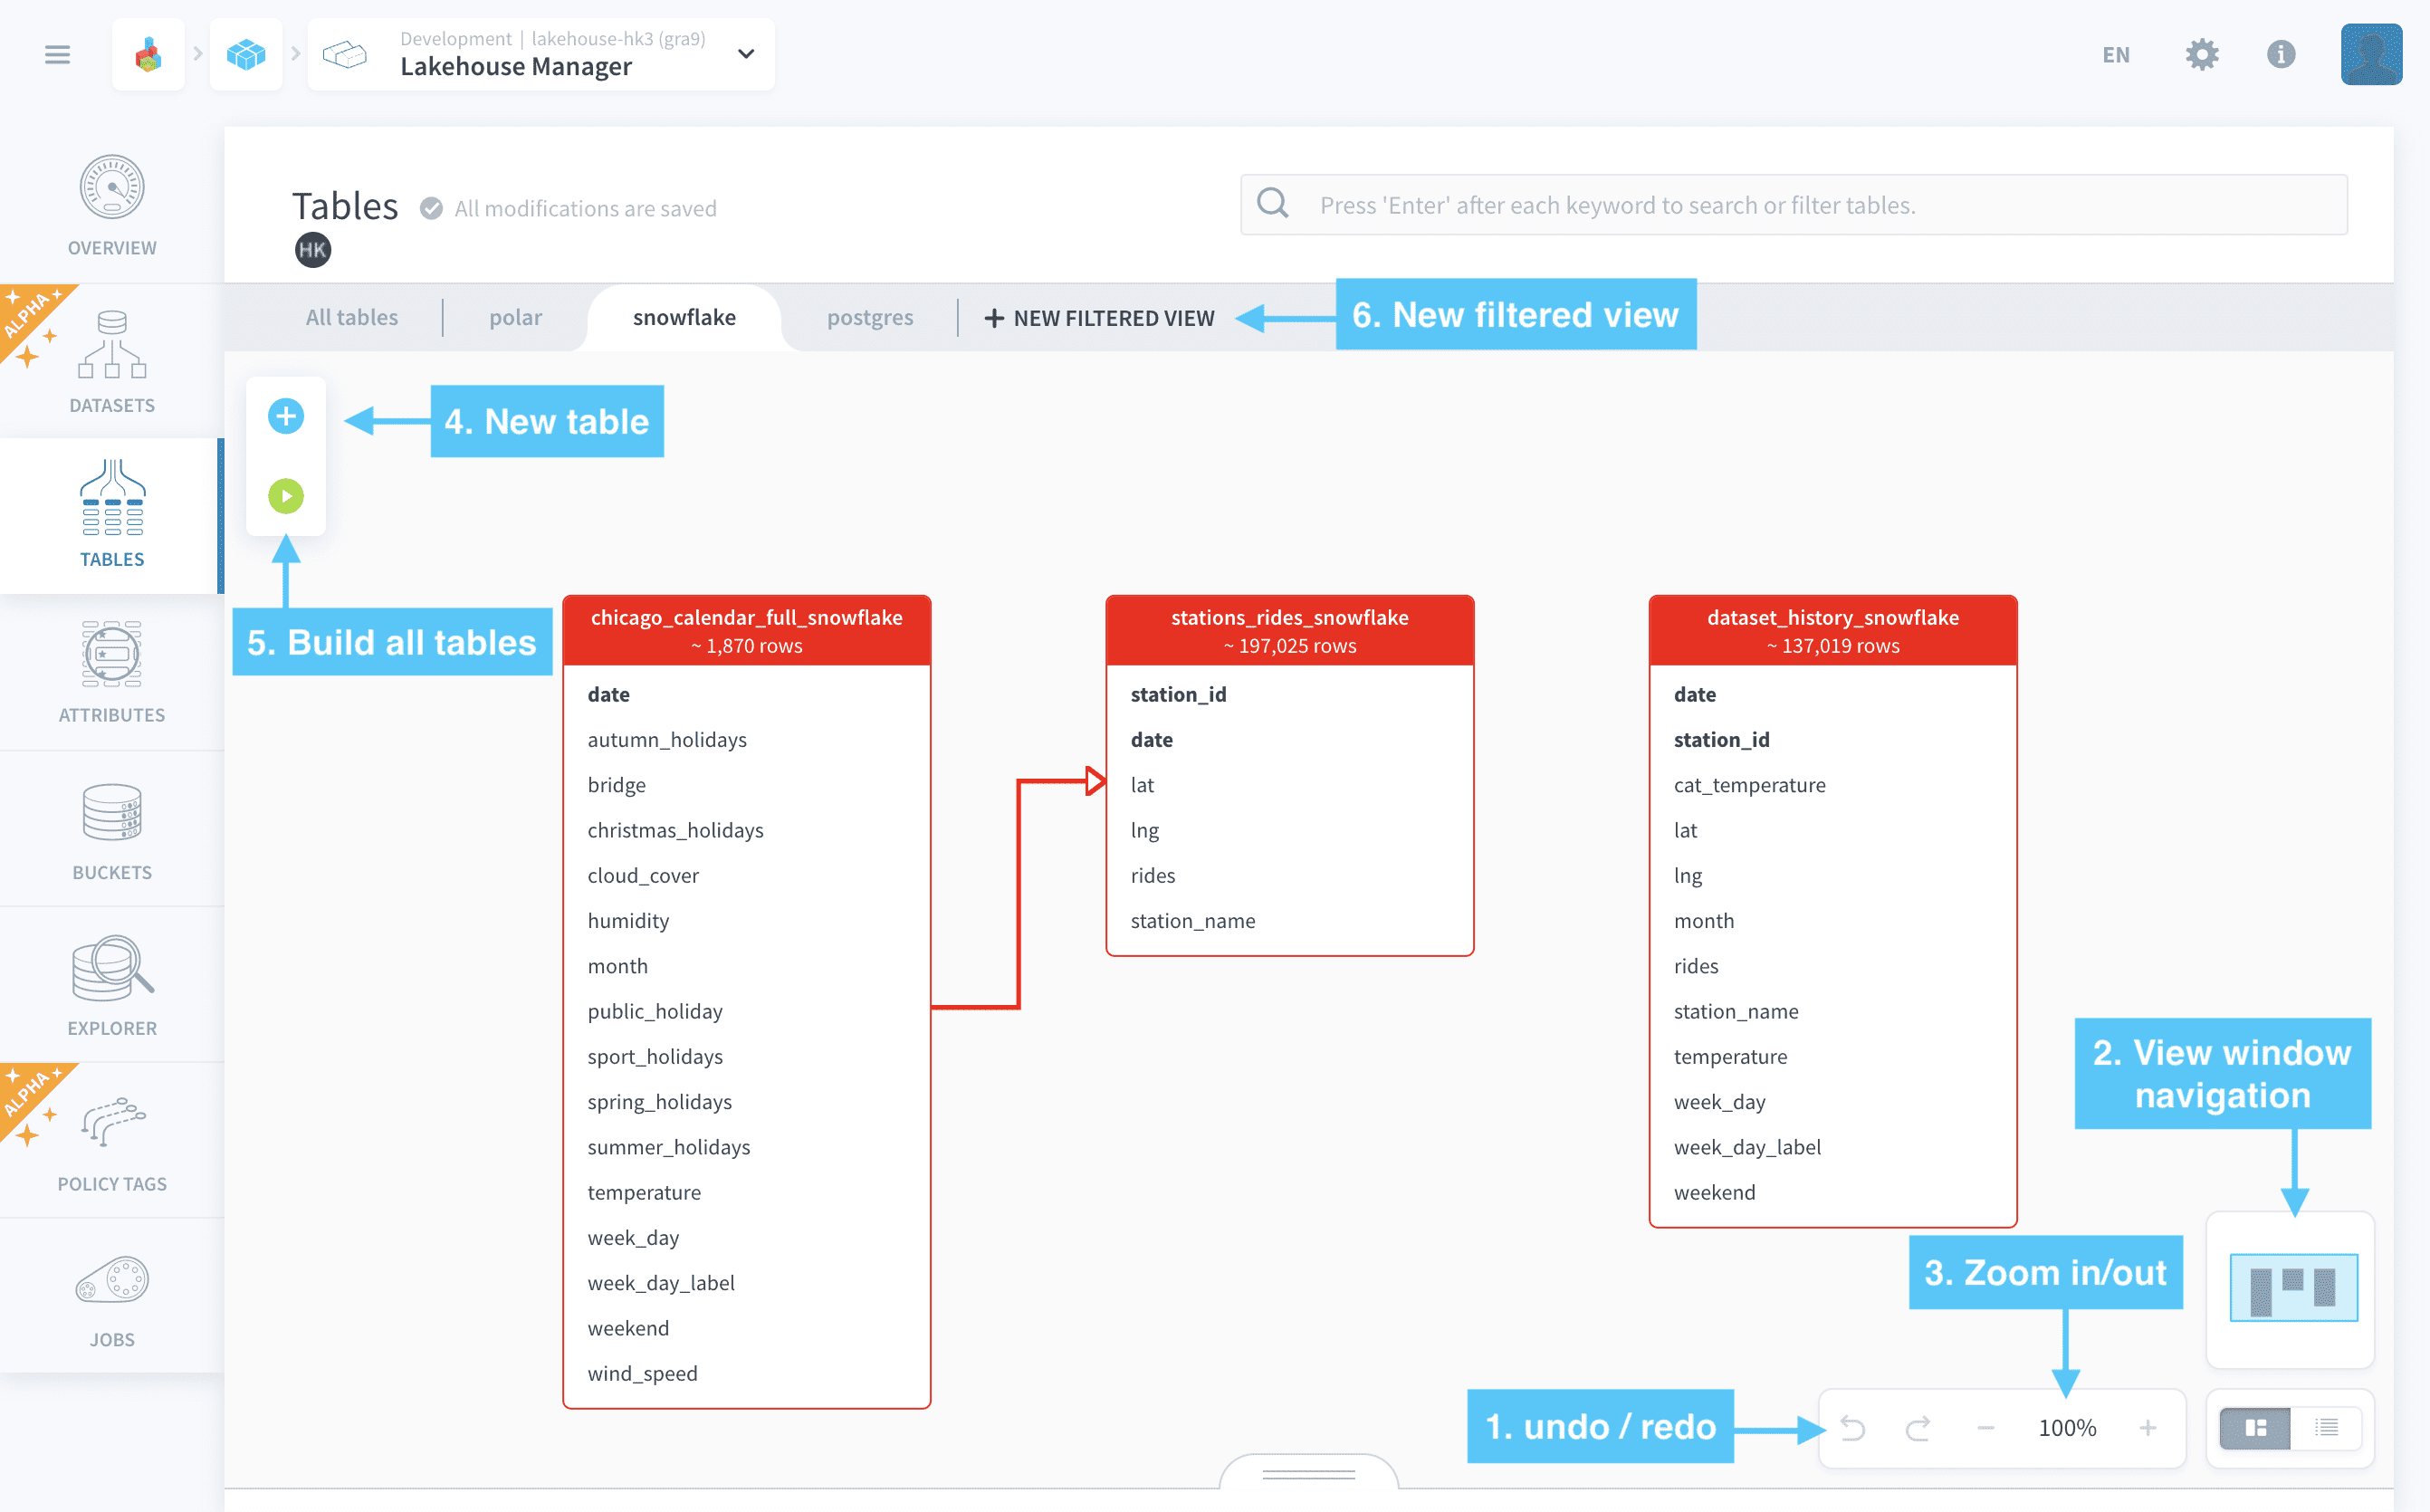 Development | lakehouse-hk3 (gra9)
Lakehouse Manager
EN
OVERVIEW
ALPHA
DATASETS
TABLES
ATTRIBUTES
BUCKETS
EXPLORER
ALPHA
POLICY TAGS
JOBS
Tables
All modifications are saved
HK
Press 'Enter' after each keyword to search or filter tables.
All tables
polar
snowflake
postgres
+ NEW FILTERED VIEW
6. New filtered view
4. New table
5. Build all tables
chicago_calendar_full_snowflake
~ 1,870 rows
date
autumn_holidays
bridge
christmas_holidays
cloud_cover
humidity
month
public_holiday
sport_holidays
spring_holidays
summer_holidays
temperature
week_day
week_day_label
weekend
wind_speed
stations_rides_snowflake
~ 197,025 rows
station_id
date
lat
lng
rides
station_name
dataset_history_snowflake
~ 137,019 rows
date
station_id
cat_temperature
lat
lng
month
rides
station_name
temperature
week_day
week_day_label
weekend
2. View window
navigation
3. Zoom in/out
1. undo / redo
100%